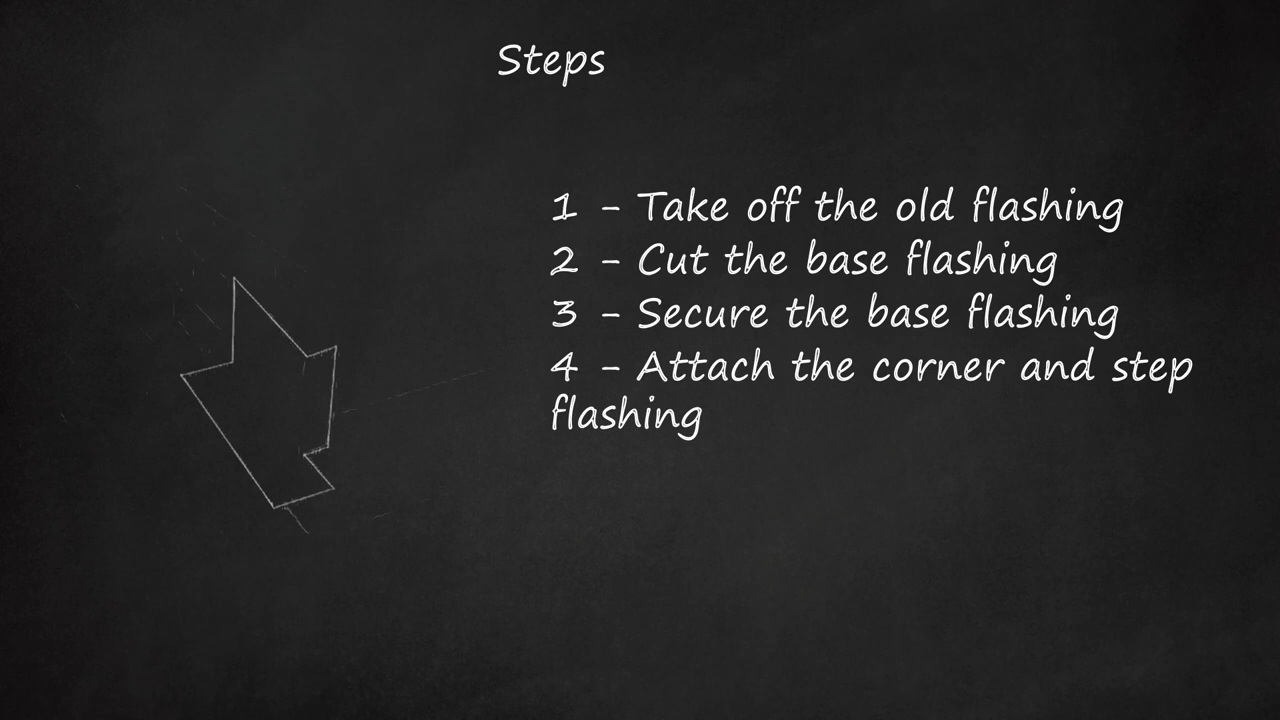 Steps
1 - Take off the old flashing
2 - Cut the base flashing
3 - Secure the base flashing
4 - Attach the corner and step
flashing